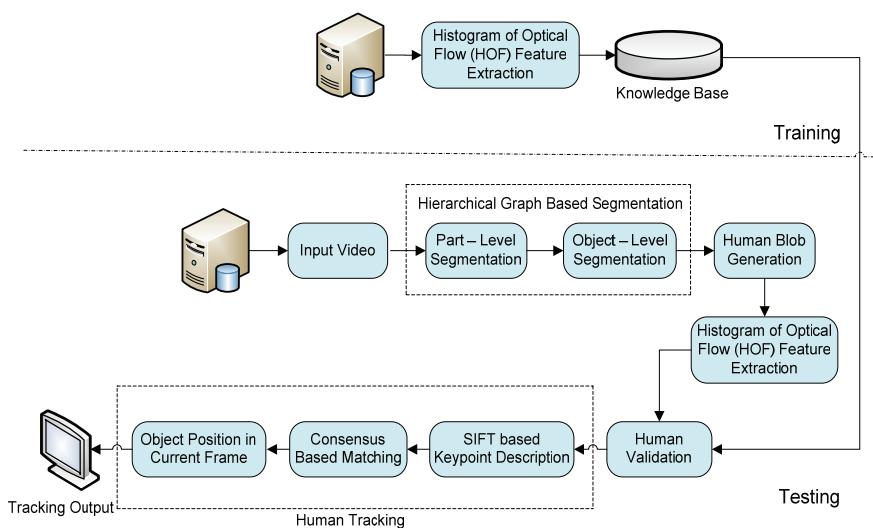 Histogram of Optical
Flow (HOF) Feature
Extraction
Knowledge Base
Training
Hierarchical Graph Based Segmentation
Input Video
Part – Level
Segmentation
Object – Level
Segmentation
Human Blob
Generation
Histogram of Optical
Flow (HOF) Feature
Extraction
Object Position in
Current Frame
Consensus
Based Matching
SIFT based
Keypoint Description
Human
Validation
Tracking Output
Human Tracking
Testing